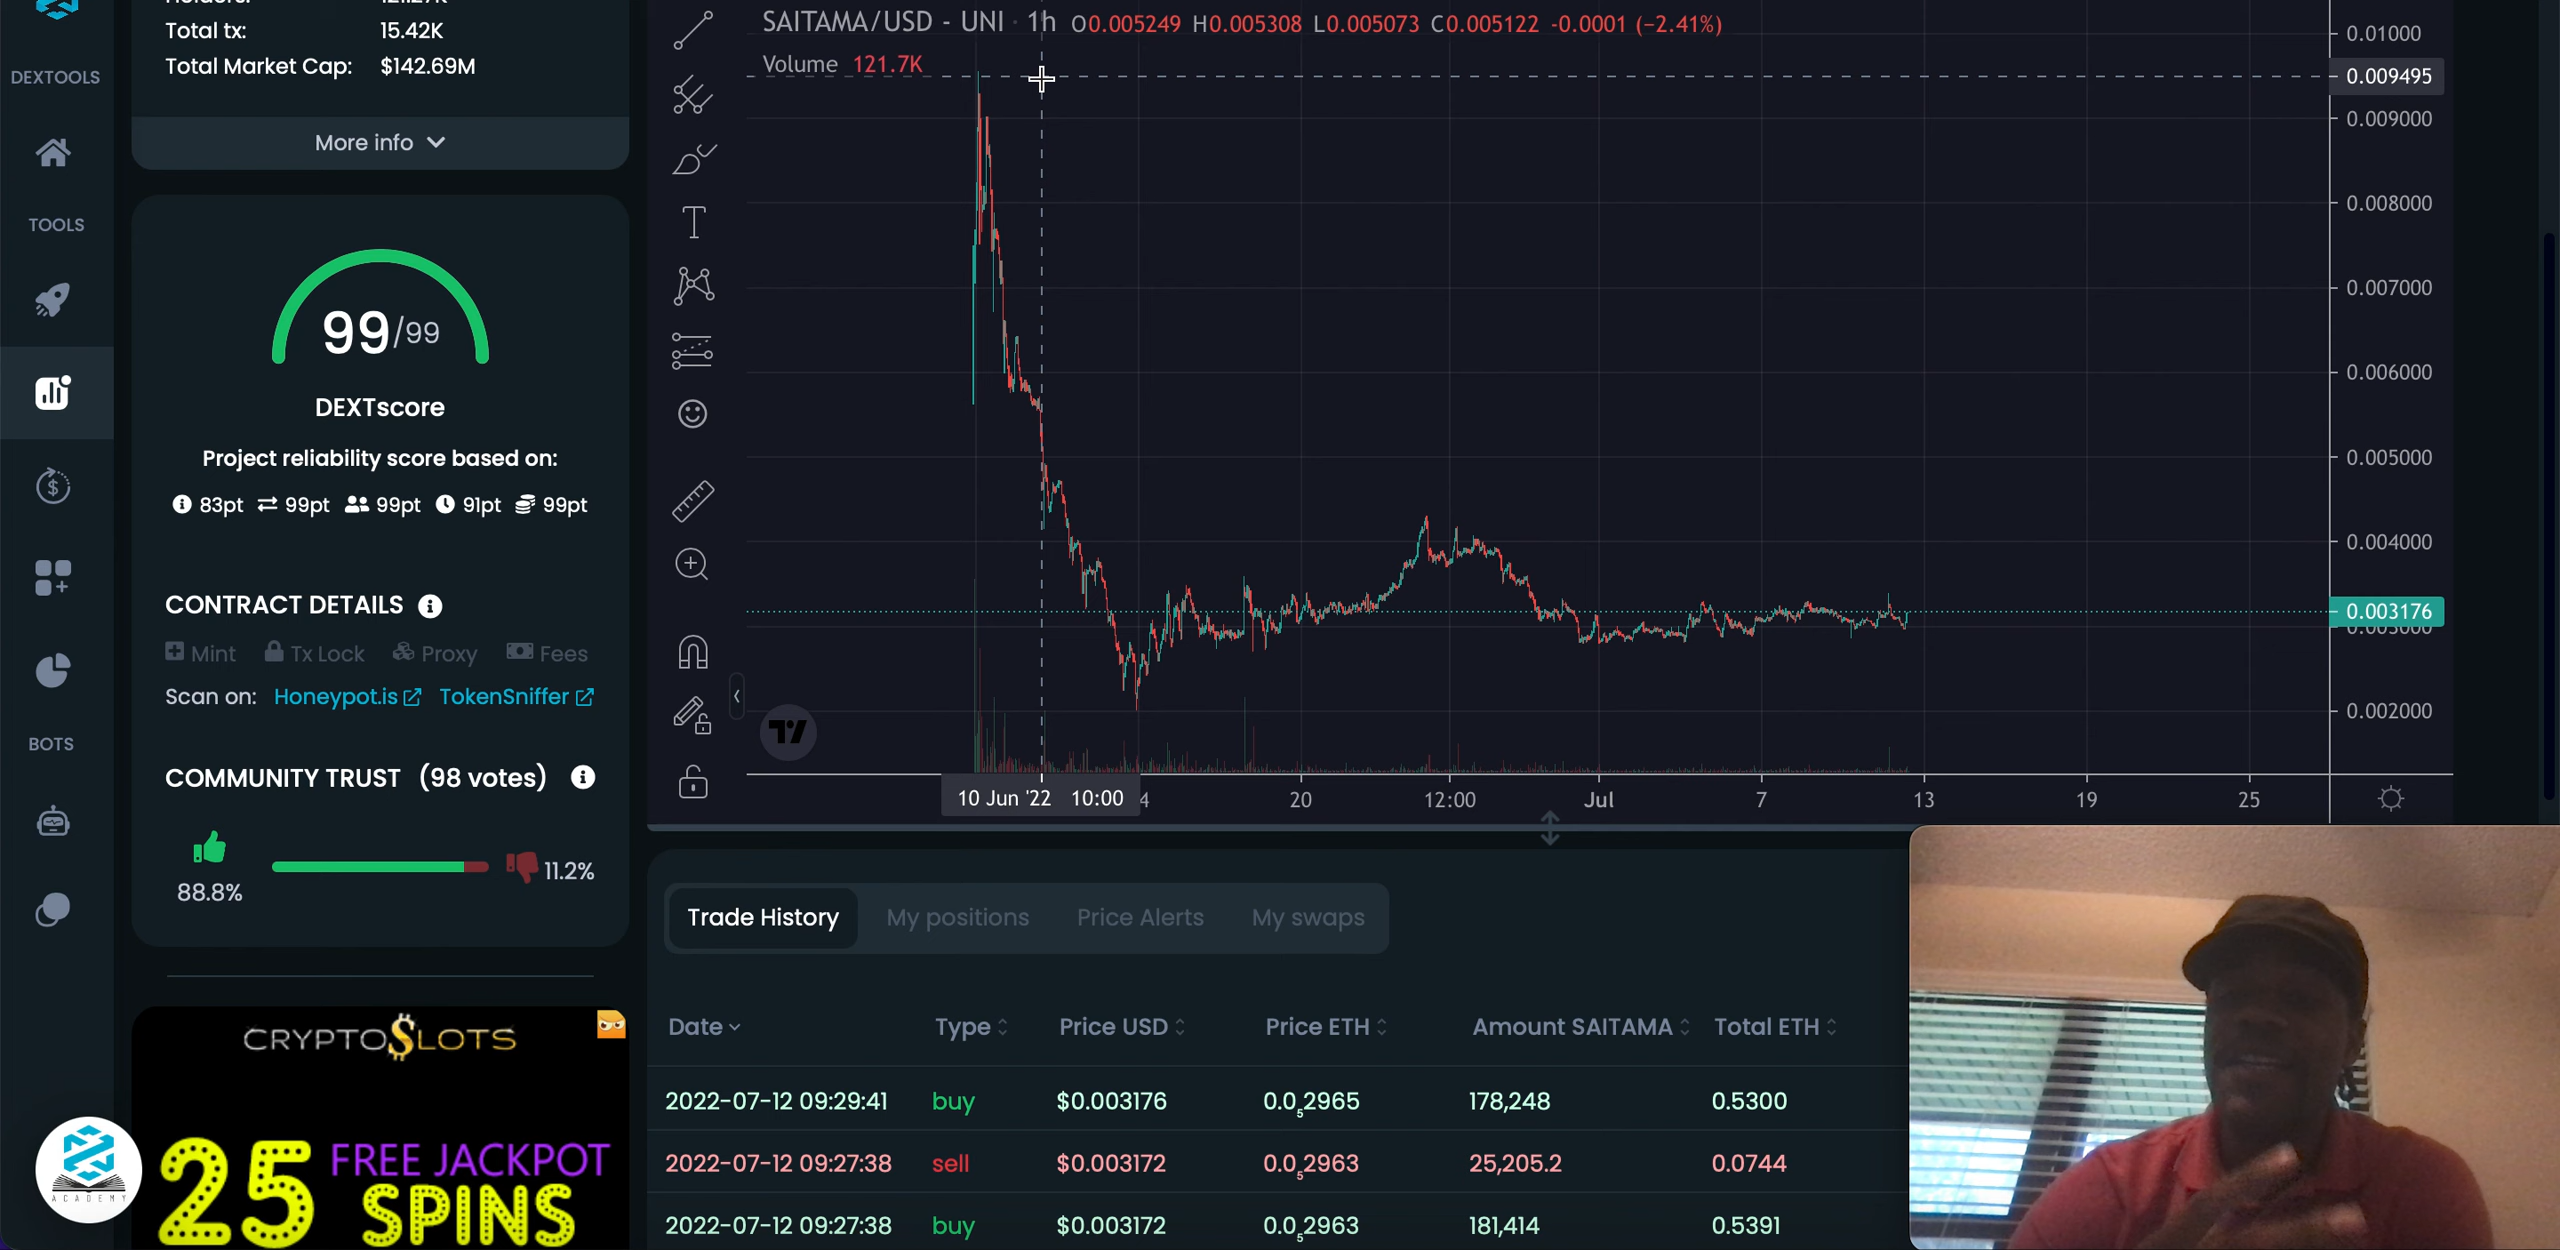 Total tx: 15.42K
Total Market Cap: $142.69M
More info
DEXTOOLS
TOOLS
BOTS
99/99
DEXTscore
Project reliability score based on:
83pt 99pt 99pt 91pt 99pt
CONTRACT DETAILS
Mint Tx Lock Proxy Fees
Scan on: Honeypot.is TokenSniffer
COMMUNITY TRUST (98 votes)
88.8% 11.2%
CRYPTO$LOTS
25 FREE JACKPOT
SPINS
ACADEMY
SAITAMA/USD - UNI · 1h O0.005249 H0.005308 L0.005073 C0.005122 -0.0001 (−2.41%)
Volume 121.7K
0.01000
0.009495
0.009000
0.008000
0.007000
0.006000
0.005000
0.004000
0.003176
0.003000
0.002000
10 Jun '22 10:00 4 20 12:00 Jul 7 13 19 25
Trade History My positions Price Alerts My swaps
Date Type Price USD Price ETH Amount SAITAMA Total ETH
2022-07-12 09:29:41 buy $0.003176 0.0₅2965 178,248 0.5300
2022-07-12 09:27:38 sell $0.003172 0.0₅2963 25,205.2 0.0744
2022-07-12 09:27:38 buy $0.003172 0.0₅2963 181,414 0.5391